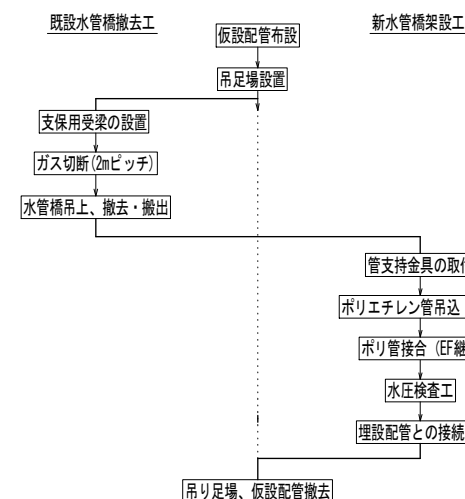 既設水管橋撤去工
新水管橋架設工
仮設配管布設
吊足場設置
支保用受梁の設置
ガス切断(2mピッチ)
水管橋吊上、撤去・搬出
管支持金具の取
ポリエチレン管吊込
ポリ管接合（EF継
水圧検査工
埋設配管との接続
吊り足場、仮設配管撤去